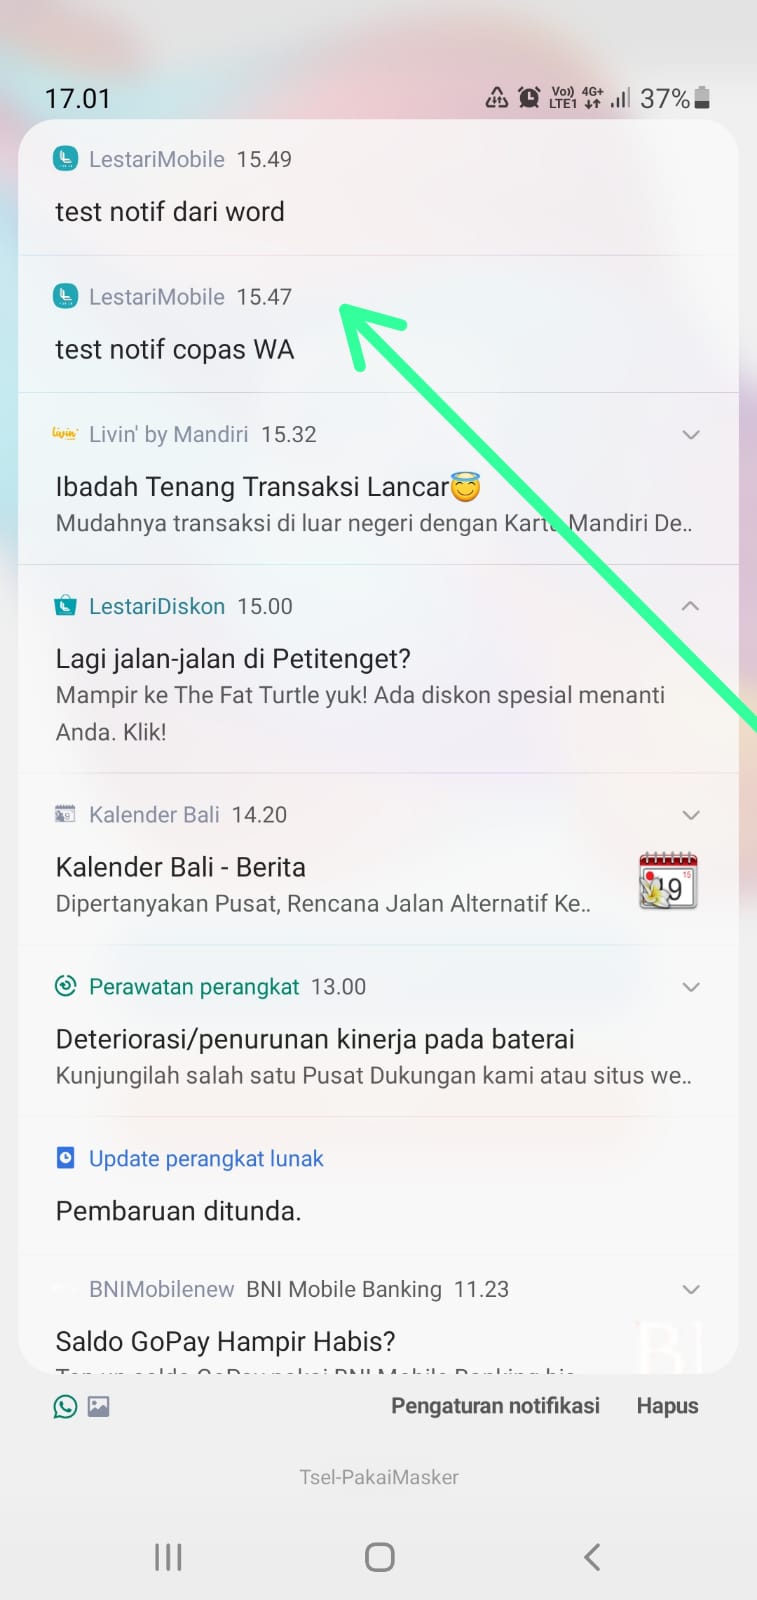 17.01 Vo)) LTE1 4G+ 37%
LestariMobile 15.49
test notif dari word
LestariMobile 15.47
test notif copas WA
livin' Livin' by Mandiri 15.32
Ibadah Tenang Transaksi Lancar😇
Mudahnya transaksi di luar negeri dengan Kartu Mandiri De..
LestariDiskon 15.00
Lagi jalan-jalan di Petitenget?
Mampir ke The Fat Turtle yuk! Ada diskon spesial menanti
Anda. Klik!
Kalender Bali 14.20
Kalender Bali - Berita
Dipertanyakan Pusat, Rencana Jalan Alternatif Ke..
15
19
Perawatan perangkat 13.00
Deteriorasi/penurunan kinerja pada baterai
Kunjungilah salah satu Pusat Dukungan kami atau situs we..
Update perangkat lunak
Pembaruan ditunda.
BNIMobilenew BNI Mobile Banking 11.23
Saldo GoPay Hampir Habis?
Pengaturan notifikasi Hapus
Tsel-PakaiMasker